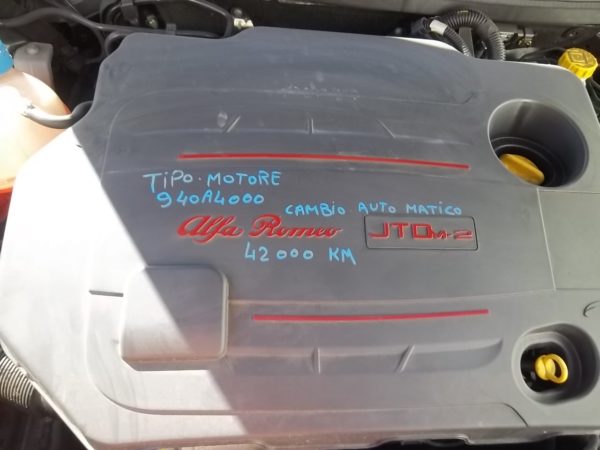 TIPO. MOTORE
940A4000
CAMBIO AUTOMATICO
Alfa Romeo JTDM-2
42000 KM